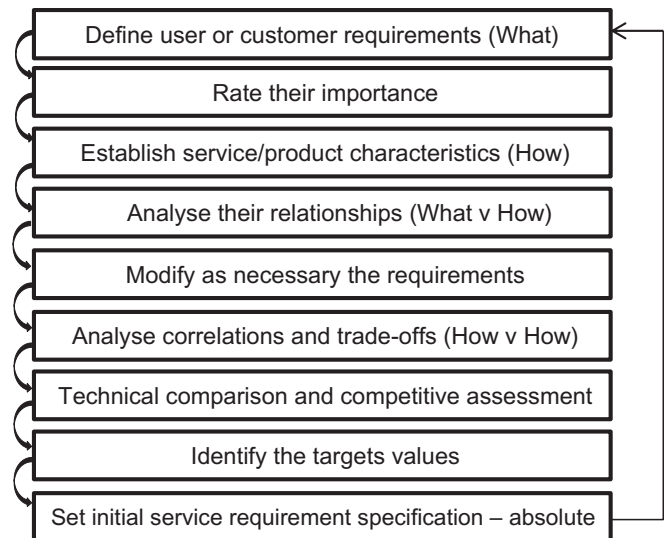 Define user or customer requirements (What)
Rate their importance
Establish service/product characteristics (How)
Analyse their relationships (What v How)
Modify as necessary the requirements
Analyse correlations and trade-offs (How v How)
Technical comparison and competitive assessment
Identify the targets values
Set initial service requirement specification – absolute